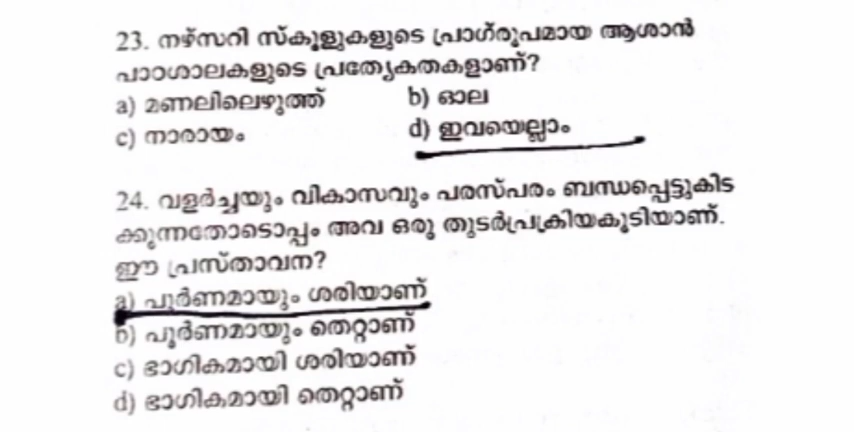 23. നഴ്സറി സ്കൂളുകളുടെ പ്രാഗ്രൂപമായ ആശാൻ
പാഠശാലകളുടെ പ്രത്യേകതകളാണ്?
a) മണലിലെഴുത്ത് b) ഓല
c) നാരായം d) ഇവയെല്ലാം
24. വളർച്ചയും വികാസവും പരസ്പരം ബന്ധപ്പെട്ടുകിട
ക്കുന്നതോടൊപ്പം അവ ഒരു തുടർപ്രക്രിയകൂടിയാണ്.
ഈ പ്രസ്താവന?
a) പൂർണമായും ശരിയാണ്
b) പൂർണമായും തെറ്റാണ്
c) ഭാഗികമായി ശരിയാണ്
d) ഭാഗികമായി തെറ്റാണ്